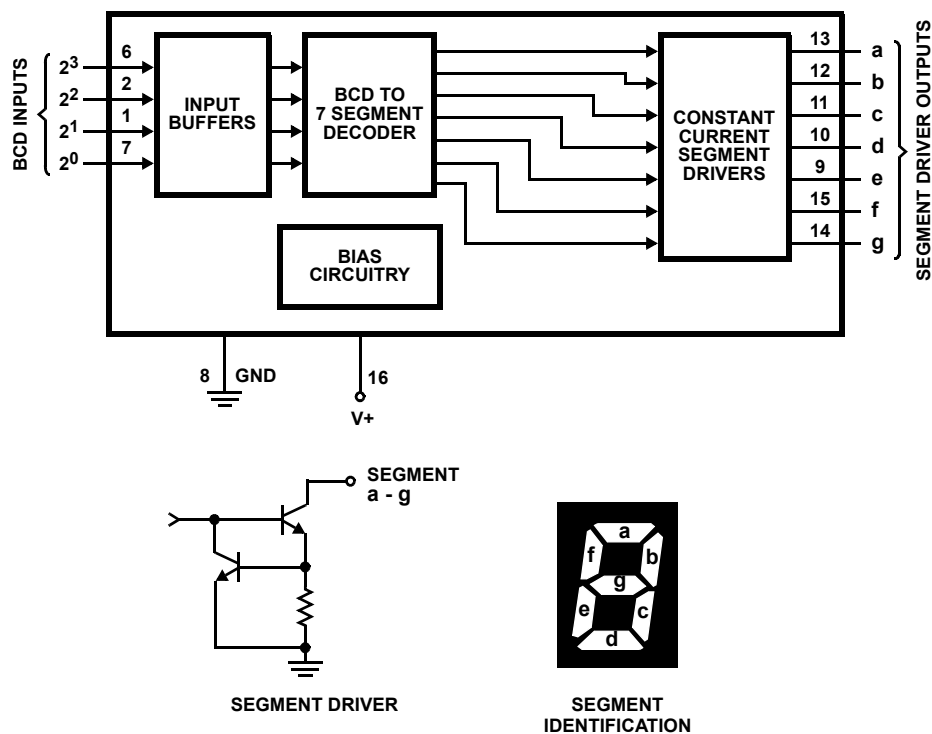 BCD INPUTS
2³
2²
2¹
2⁰
6
2
1
7
INPUT
BUFFERS
BCD TO
7 SEGMENT
DECODER
BIAS
CIRCUITRY
CONSTANT
CURRENT
SEGMENT
DRIVERS
13 a
12 b
11 c
10 d
9 e
15 f
14 g
SEGMENT DRIVER OUTPUTS
8 GND
16
V+
SEGMENT
a - g
SEGMENT DRIVER
a
f b
g
e c
d
SEGMENT
IDENTIFICATION